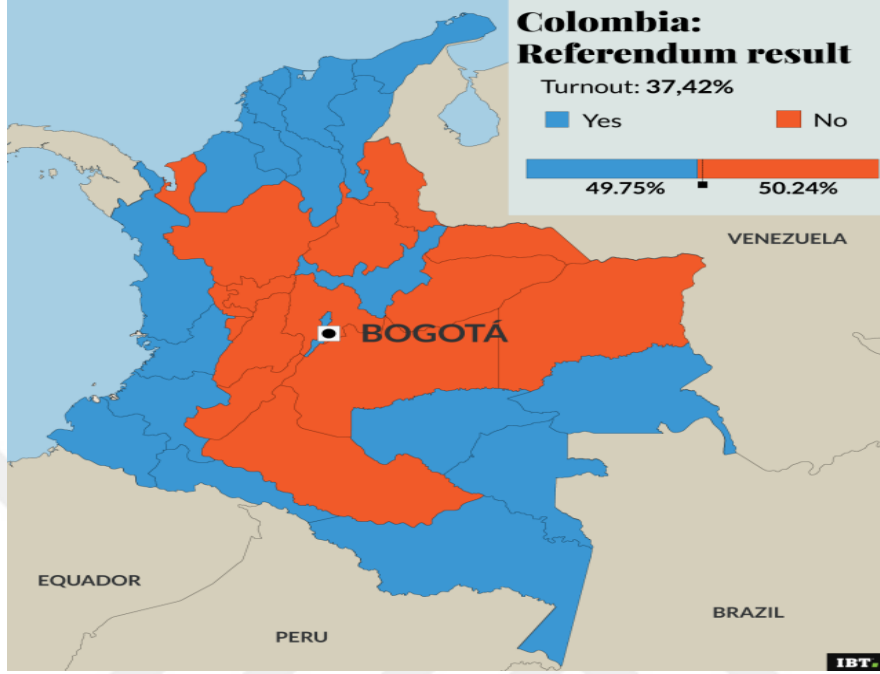 Colombia:
Referendum result
Turnout: 37,42%
Yes
No
49.75%
50.24%
VENEZUELA
BOGOTÁ
EQUADOR
BRAZIL
PERU
IBT